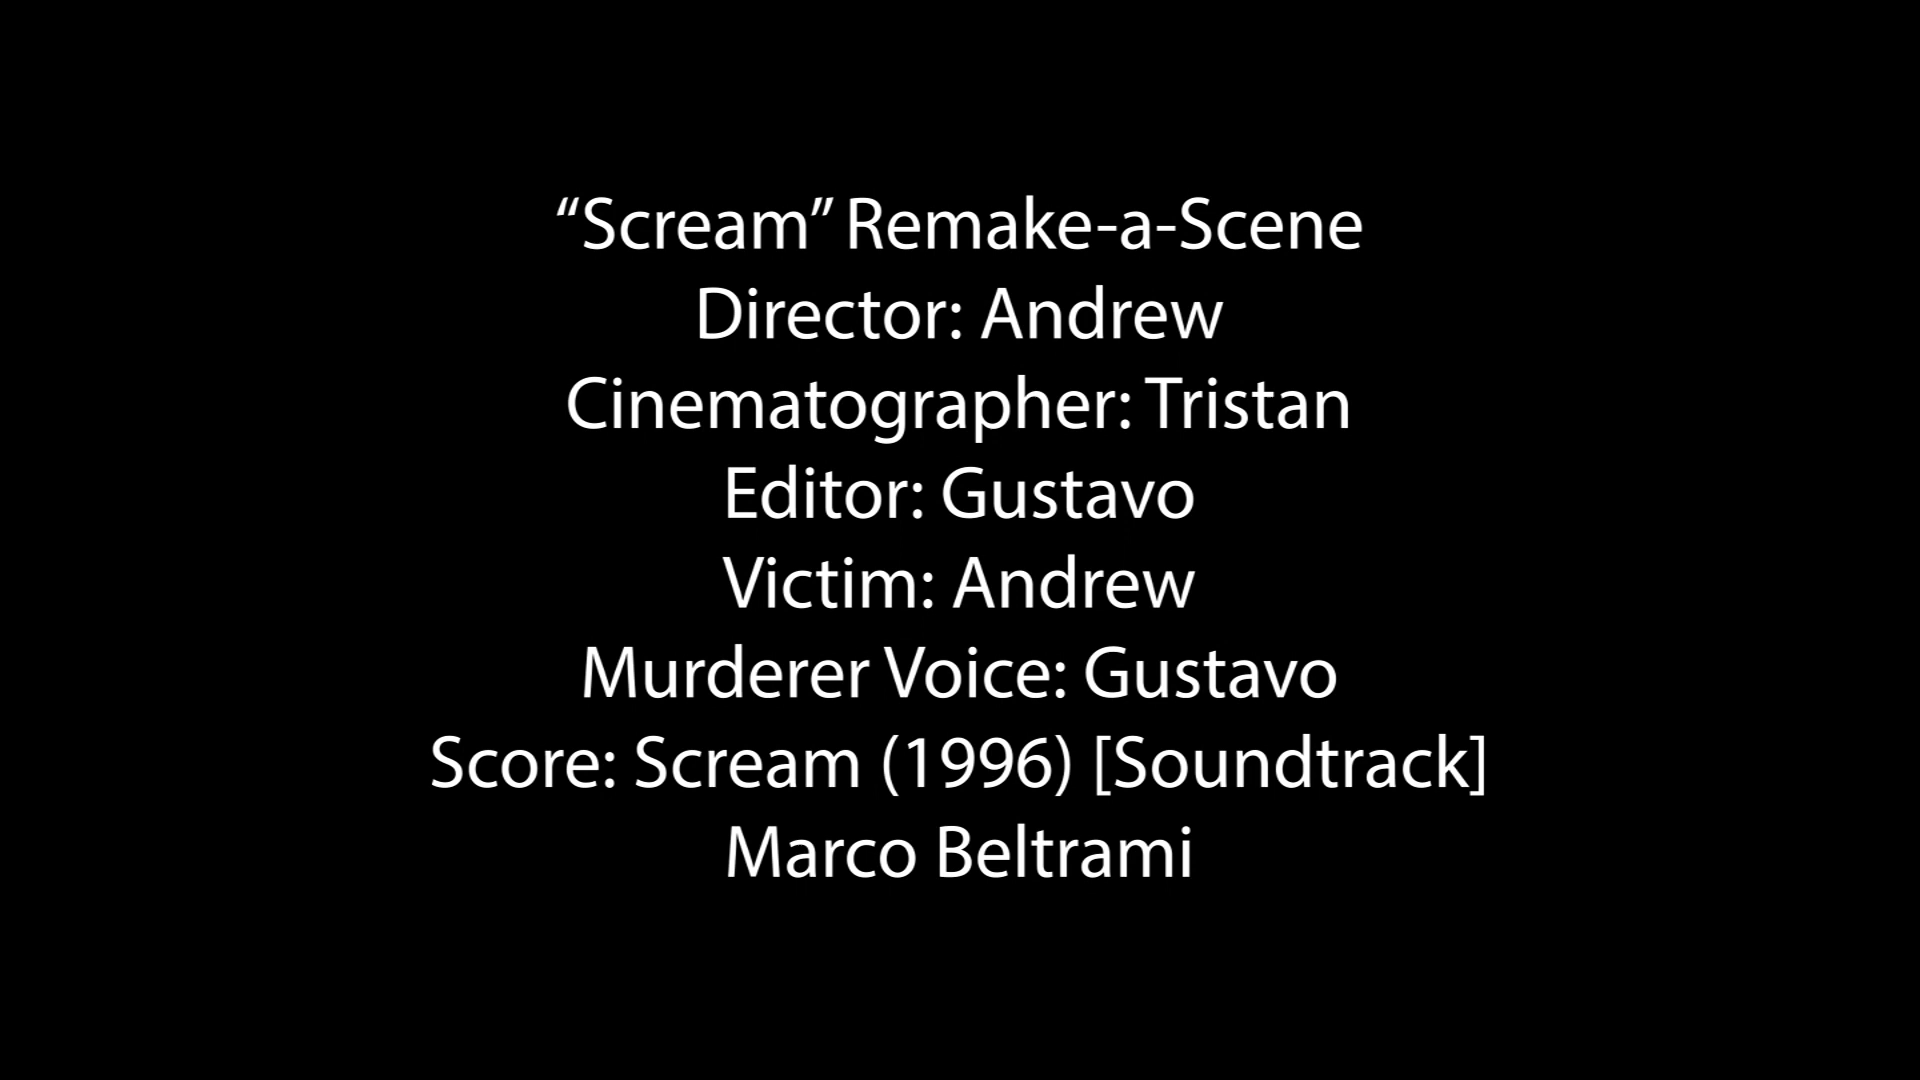 “Scream” Remake-a-Scene
Director: Andrew
Cinematographer: Tristan
Editor: Gustavo
Victim: Andrew
Murderer Voice: Gustavo
Score: Scream (1996) [Soundtrack]
Marco Beltrami